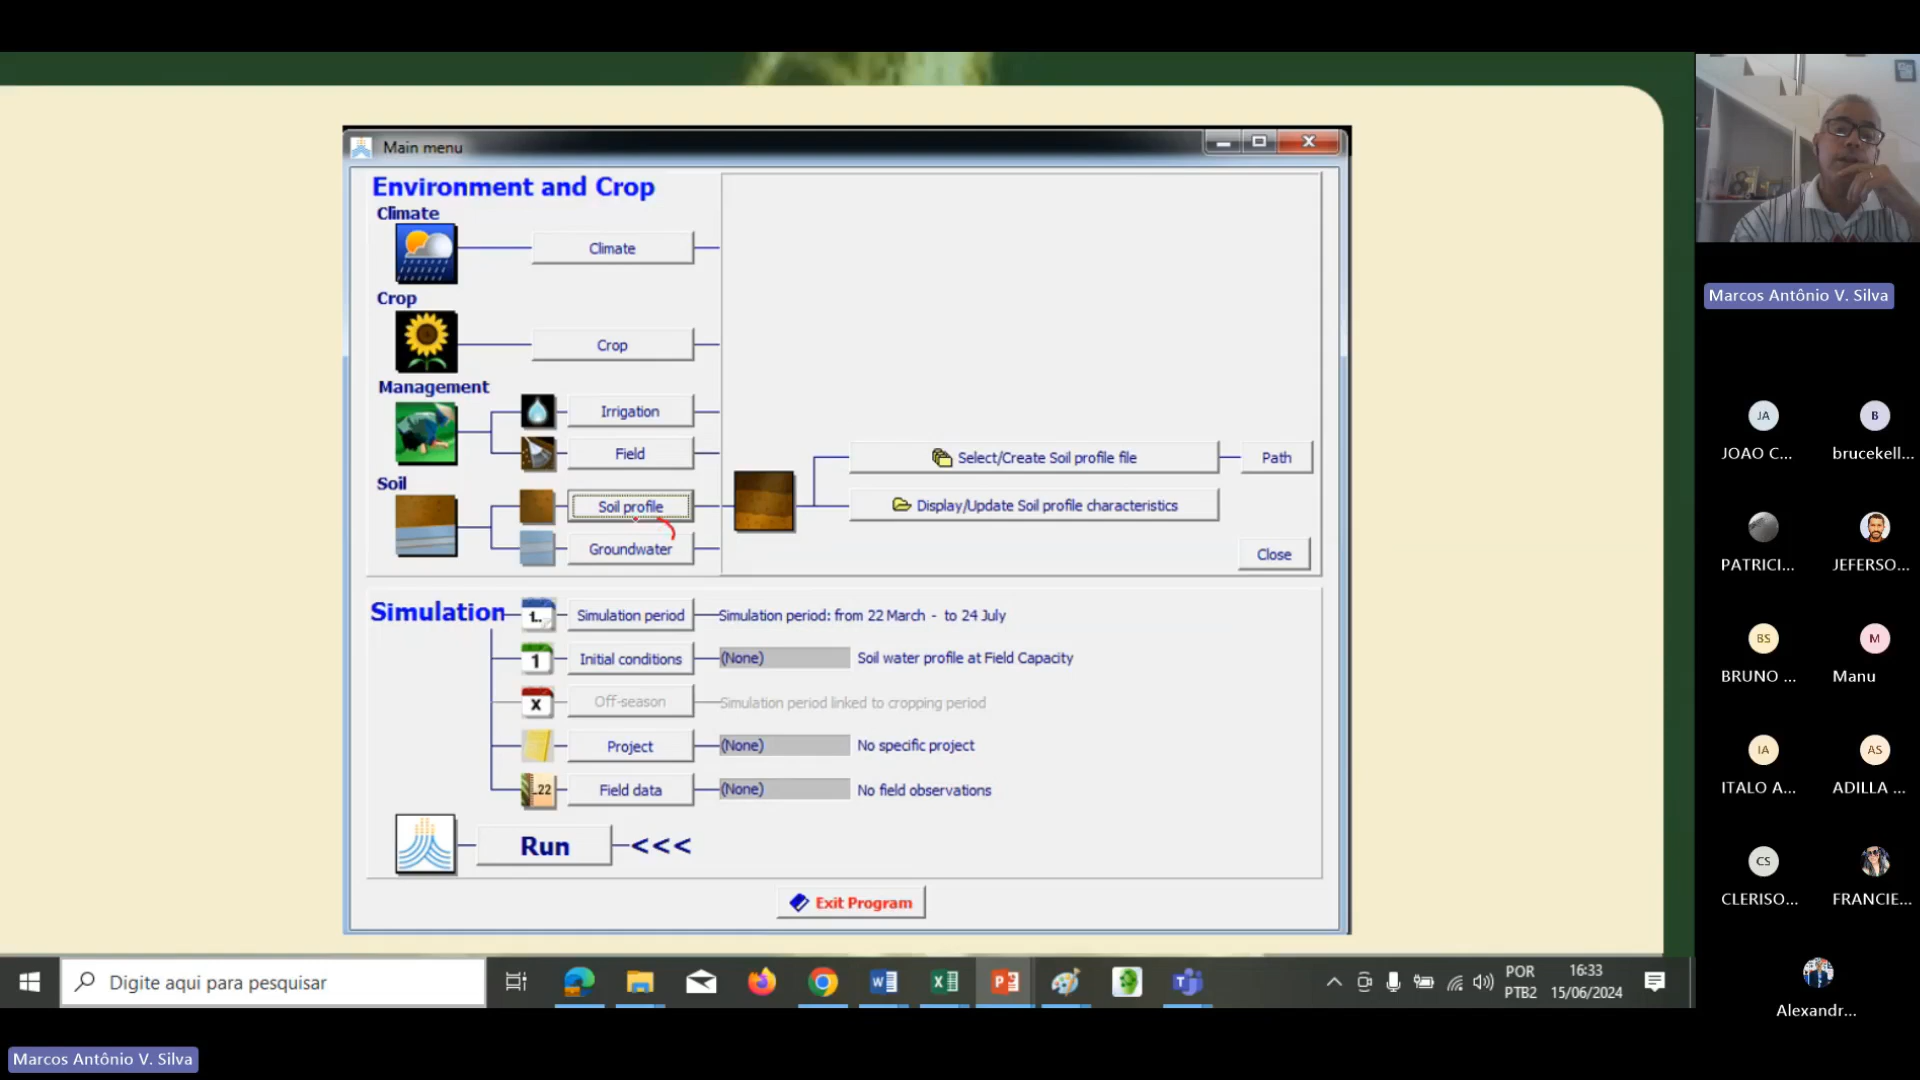 Main menu
Environment and Crop
Climate
Climate
Crop
Crop
Management
Irrigation
Field
Soil
Soil profile
Groundwater
Select/Create Soil profile file
Path
Display/Update Soil profile characteristics
Close
Simulation
1..
Simulation period
Simulation period: from 22 March - to 24 July
1
Initial conditions
(None)
Soil water profile at Field Capacity
X
Off-season
Simulation period linked to cropping period
Project
(None)
No specific project
..22
Field data
(None)
No field observations
Run
<<<
Exit Program
Digite aqui para pesquisar
POR
PTB2
16:33
15/06/2024
Marcos Antônio V. Silva
Marcos Antônio V. Silva
JA
JOAO C...
B
brucekell...
PATRICI...
JEFERSO...
BS
BRUNO ...
M
Manu
IA
ITALO A...
AS
ADILLA ...
CS
CLERISO...
FRANCIE...
Alexandr...